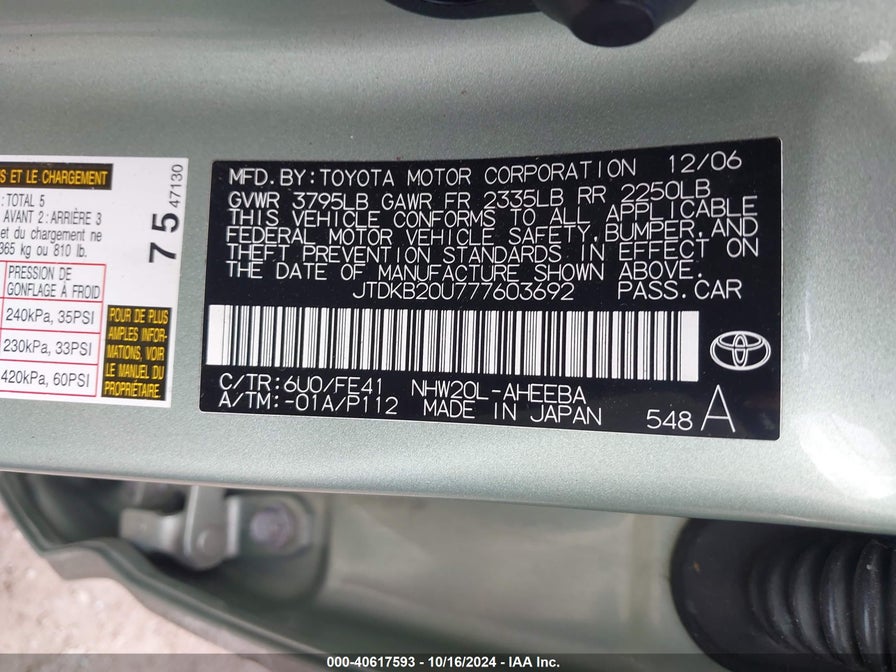 S ET LE CHARGEMENT
: TOTAL 5
AVANT 2 : ARRIÈRE 3
et du chargement ne
365 kg ou 810 lb.
PRESSION DE
GONFLAGE À FROID
240kPa, 35PSI
230kPa, 33PSI
420kPa, 60PSI
POUR DE PLUS
AMPLES INFOR-
MATIONS, VOIR
LE MANUEL DU
PROPRIÉTAIRE.
75
47130
MFD.BY:TOYOTA MOTOR CORPORATION 12/06
GVWR 3795LB GAWR FR 2335LB RR 2250LB
THIS VEHICLE CONFORMS TO ALL APPLICABLE
FEDERAL MOTOR VEHICLE SAFETY,BUMPER,AND
THEFT PREVENTION STANDARDS IN EFFECT ON
THE DATE OF MANUFACTURE SHOWN ABOVE.
JTDKB20U777603692 PASS.CAR
C/TR:6U0/FE41 NHW20L-AHEEBA
A/TM:-01A/P112 MADE IN JAPAN
548 A
000-40617593 - 10/16/2024 - IAA Inc.